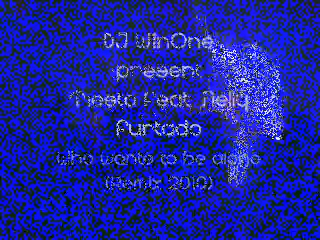 DJ WinOne
present
Tiesto Feat. Nelly
Furtado
Who wants to be alone
(Remix 2010)